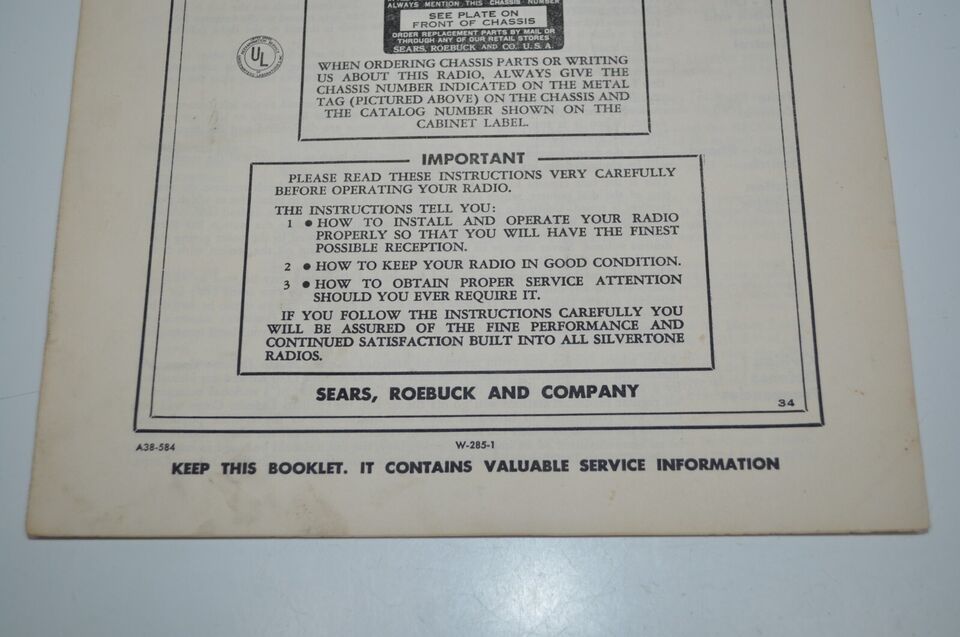 ALWAYS MENTION THIS CHASSIS NUMBER
SEE PLATE ON
FRONT OF CHASSIS
ORDER REPLACEMENT PARTS BY MAIL OR
THROUGH ANY OF OUR RETAIL STORES
SEARS, ROEBUCK AND CO. U.S.A.
UL
WHEN ORDERING CHASSIS PARTS OR WRITING
US ABOUT THIS RADIO, ALWAYS GIVE THE
CHASSIS NUMBER INDICATED ON THE METAL
TAG (PICTURED ABOVE) ON THE CHASSIS AND
THE CATALOG NUMBER SHOWN ON THE
CABINET LABEL.
IMPORTANT
PLEASE READ THESE INSTRUCTIONS VERY CAREFULLY
BEFORE OPERATING YOUR RADIO.
THE INSTRUCTIONS TELL YOU:
1 ● HOW TO INSTALL AND OPERATE YOUR RADIO
PROPERLY SO THAT YOU WILL HAVE THE FINEST
POSSIBLE RECEPTION.
2 ● HOW TO KEEP YOUR RADIO IN GOOD CONDITION.
3 ● HOW TO OBTAIN PROPER SERVICE ATTENTION
SHOULD YOU EVER REQUIRE IT.
IF YOU FOLLOW THE INSTRUCTIONS CAREFULLY YOU
WILL BE ASSURED OF THE FINE PERFORMANCE AND
CONTINUED SATISFACTION BUILT INTO ALL SILVERTONE
RADIOS.
SEARS, ROEBUCK AND COMPANY
34
A38-584
W-285-1
KEEP THIS BOOKLET. IT CONTAINS VALUABLE SERVICE INFORMATION